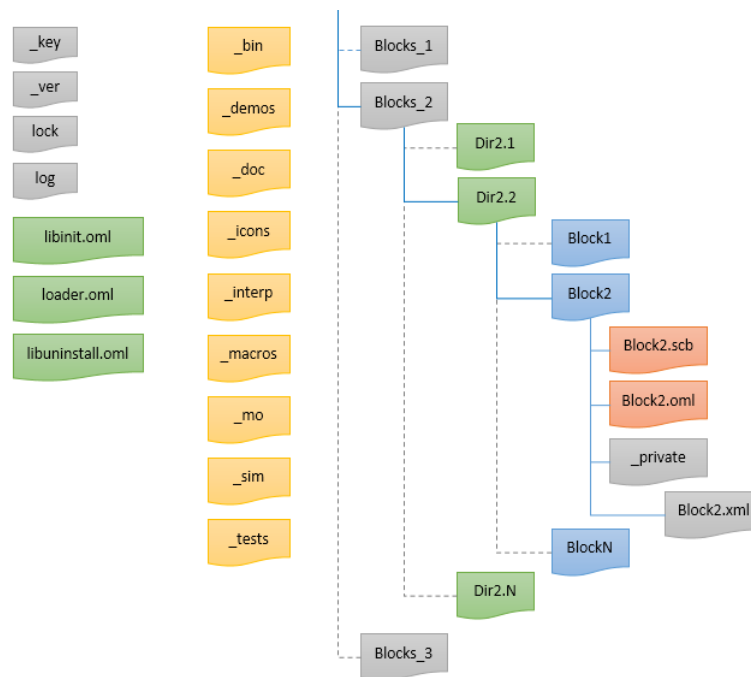 _key
_ver
lock
log
libinit.oml
loader.oml
libuninstall.oml
_bin
_demos
_doc
_icons
_interp
_macros
_mo
_sim
_tests
Blocks_1
Blocks_2
Dir2.1
Dir2.2
Block1
Block2
Block2.scb
Block2.oml
_private
Block2.xml
BlockN
Dir2.N
Blocks_3